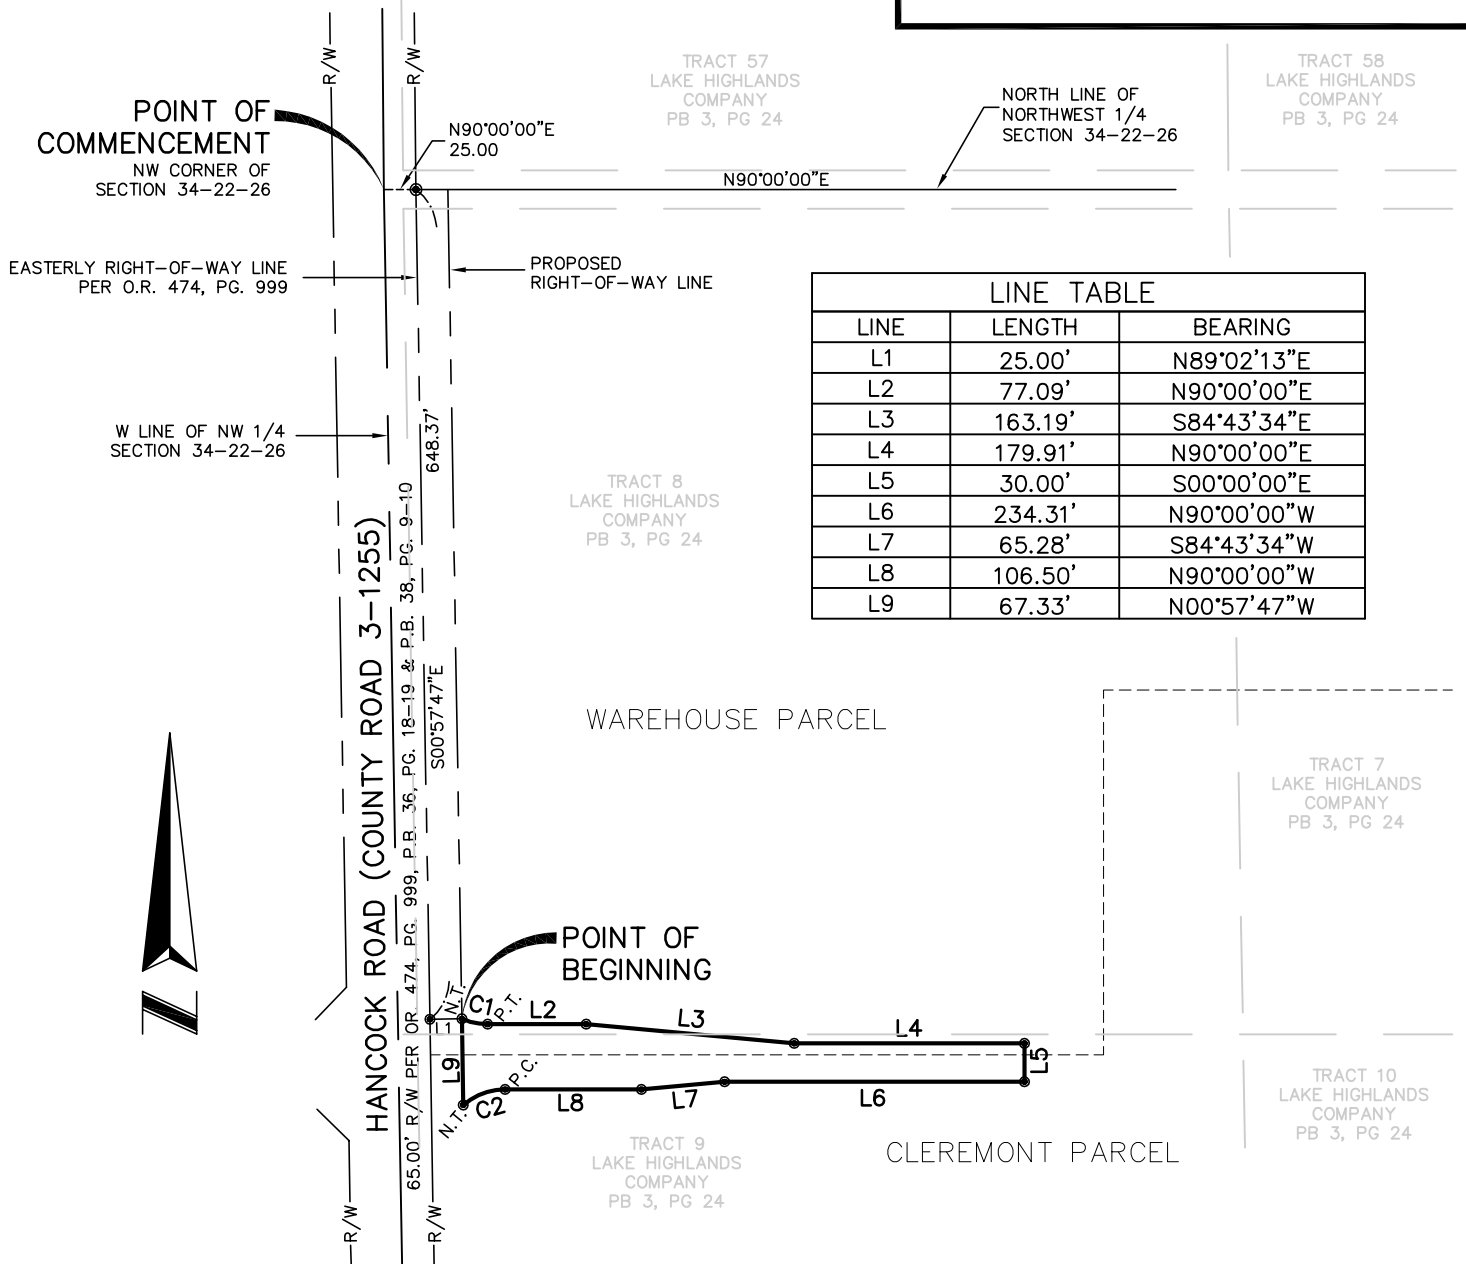 R/W
R/W
TRACT 57
LAKE HIGHLANDS
COMPANY
PB 3, PG 24
TRACT 58
LAKE HIGHLANDS
COMPANY
PB 3, PG 24
POINT OF
COMMENCEMENT
NW CORNER OF
SECTION 34-22-26
N90°00'00"E
25.00
NORTH LINE OF
NORTHWEST 1/4
SECTION 34-22-26
N90°00'00"E
EASTERLY RIGHT-OF-WAY LINE
PER O.R. 474, PG. 999
PROPOSED
RIGHT-OF-WAY LINE
LINE TABLE
LINE LENGTH BEARING
L1 25.00' N89°02'13"E
L2 77.09' N90°00'00"E
L3 163.19' S84°43'34"E
L4 179.91' N90°00'00"E
L5 30.00' S00°00'00"E
L6 234.31' N90°00'00"W
L7 65.28' S84°43'34"W
L8 106.50' N90°00'00"W
L9 67.33' N00°57'47"W
W LINE OF NW 1/4
SECTION 34-22-26
648.37'
TRACT 8
LAKE HIGHLANDS
COMPANY
PB 3, PG 24
HANCOCK ROAD (COUNTY ROAD 3-1255)
65.00' R/W PER OR. 474, PG. 999, P.B. 36, PG. 18-19 & P.B. 38, PG. 9-10
S00°57'47"E
WAREHOUSE PARCEL
TRACT 7
LAKE HIGHLANDS
COMPANY
PB 3, PG 24
POINT OF
BEGINNING
N.T.
C1
P.T.
L1
L2
L3
L4
L5
L9
P.C.
N.T.
C2
L8
L7
L6
TRACT 10
LAKE HIGHLANDS
COMPANY
PB 3, PG 24
TRACT 9
LAKE HIGHLANDS
COMPANY
PB 3, PG 24
CLEREMONT PARCEL
R/W
R/W